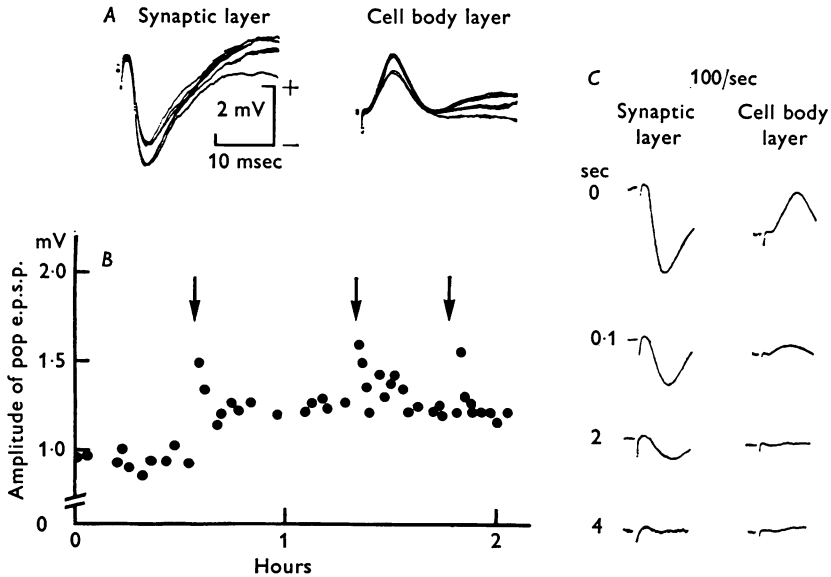 A Synaptic layer
Cell body layer
+
2 mV
10 msec
−
B
mV
2·0
1·5
1·0
0
Amplitude of pop e.p.s.p.
0 1 2
Hours
C 100/sec
Synaptic Cell body
layer layer
sec
0
0·1
2
4